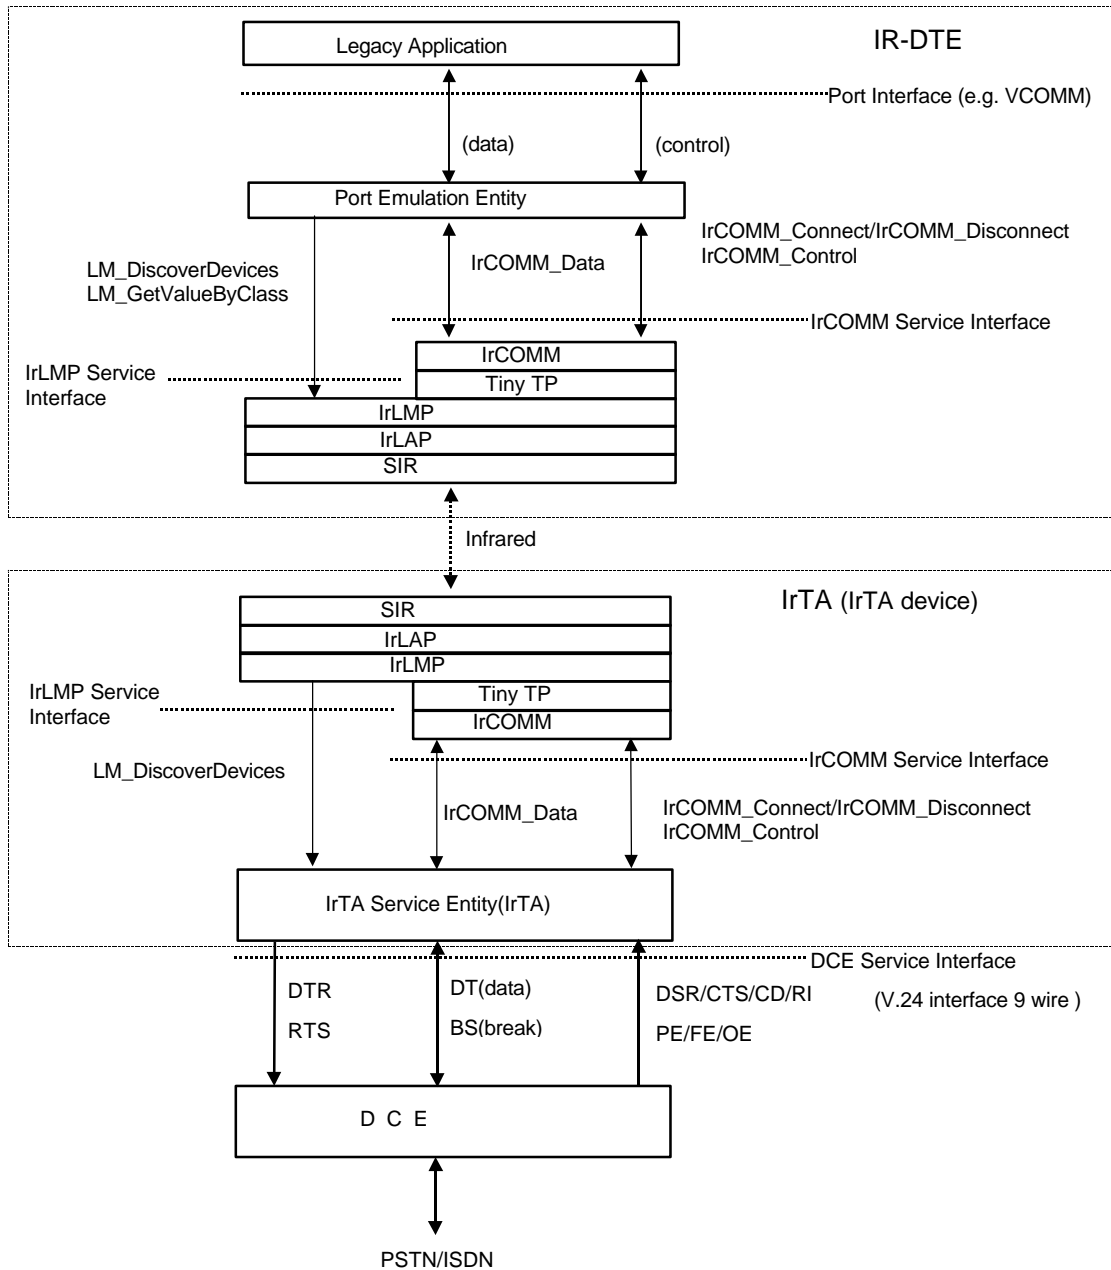 Legacy Application
IR-DTE
Port Interface (e.g. VCOMM)
(data)
(control)
Port Emulation Entity
IrCOMM_Connect/IrCOMM_Disconnect
IrCOMM_Control
LM_DiscoverDevices
LM_GetValueByClass
IrCOMM_Data
IrCOMM Service Interface
IrCOMM
IrLMP Service
Interface
Tiny TP
IrLMP
IrLAP
SIR
Infrared
IrTA (IrTA device)
SIR
IrLAP
IrLMP
IrLMP Service
Interface
Tiny TP
IrCOMM
IrCOMM Service Interface
LM_DiscoverDevices
IrCOMM_Data
IrCOMM_Connect/IrCOMM_Disconnect
IrCOMM_Control
IrTA Service Entity(IrTA)
DCE Service Interface
(V.24 interface 9 wire )
DTR
RTS
DT(data)
BS(break)
DSR/CTS/CD/RI
PE/FE/OE
D C E
PSTN/ISDN